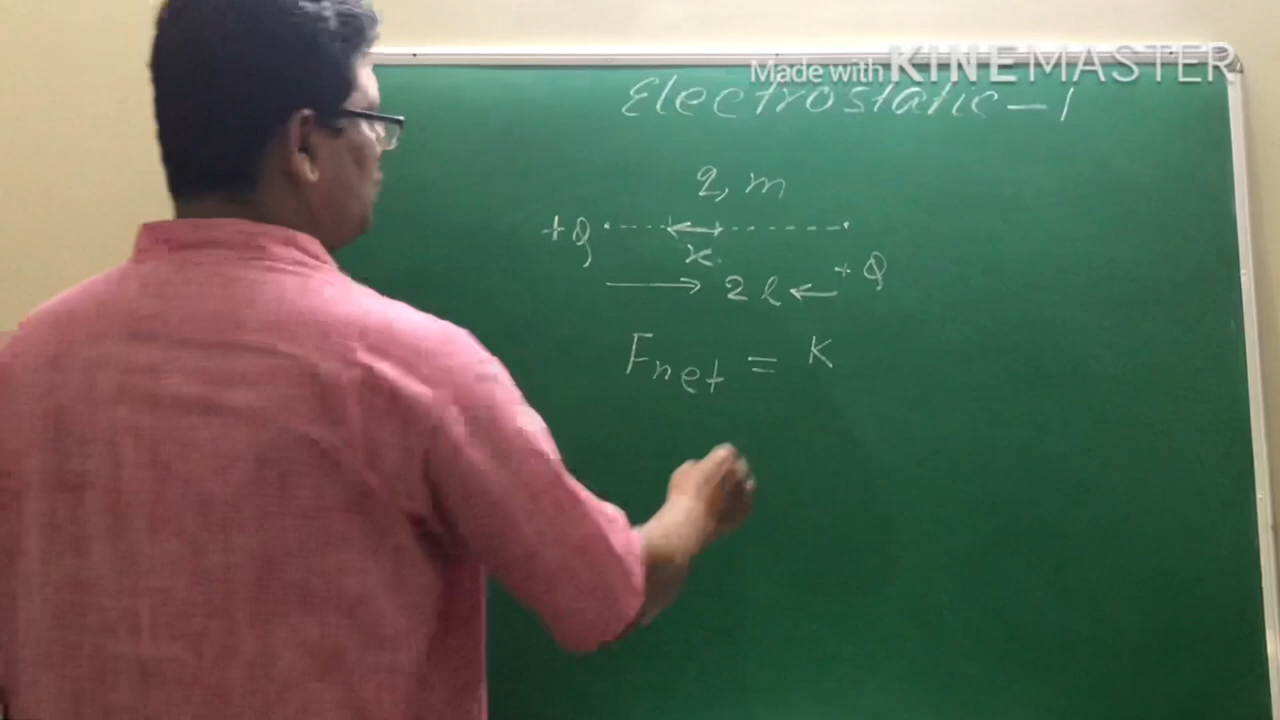 Made with KINEMASTER
Electrostatic-1
q, m
+Q
x
+Q
2l
Fnet = K